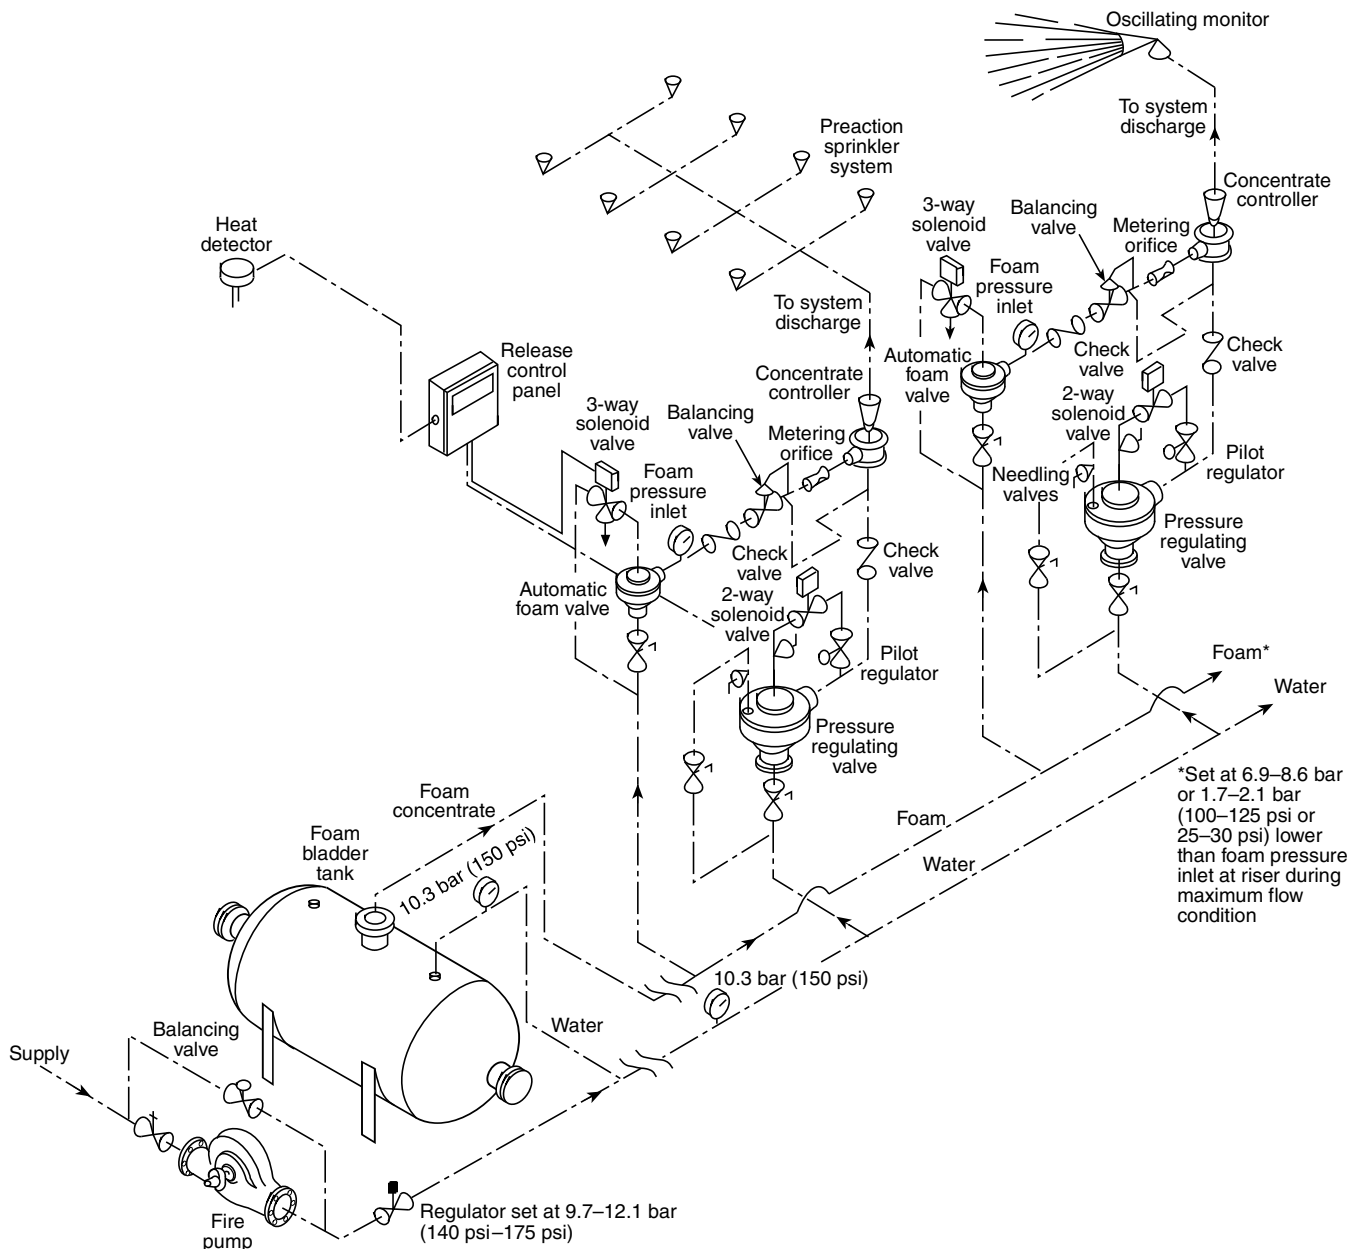 Oscillating monitor
To system
discharge
Preaction
sprinkler
system
Concentrate
controller
3-way
solenoid
valve
Balancing
valve
Metering
orifice
Heat
detector
Foam
pressure
inlet
To system
discharge
Release
control
panel
Automatic
foam
valve
Check
valve
Check
valve
Concentrate
controller
3-way
solenoid
valve
Balancing
valve
2-way
solenoid
valve
Metering
orifice
Pilot
regulator
Foam
pressure
inlet
Needling
valves
Pressure
regulating
valve
Check
valve
Check
valve
Automatic
foam valve
2-way
solenoid
valve
Pilot
regulator
Foam*
Water
Pressure
regulating
valve
*Set at 6.9–8.6 bar
or 1.7–2.1 bar
(100–125 psi or
25–30 psi) lower
than foam pressure
inlet at riser during
maximum flow
condition
Foam
concentrate
Foam
Water
Foam
bladder
tank
10.3 bar (150 psi)
10.3 bar (150 psi)
Water
Balancing
valve
Supply
Regulator set at 9.7–12.1 bar
(140 psi–175 psi)
Fire
pump